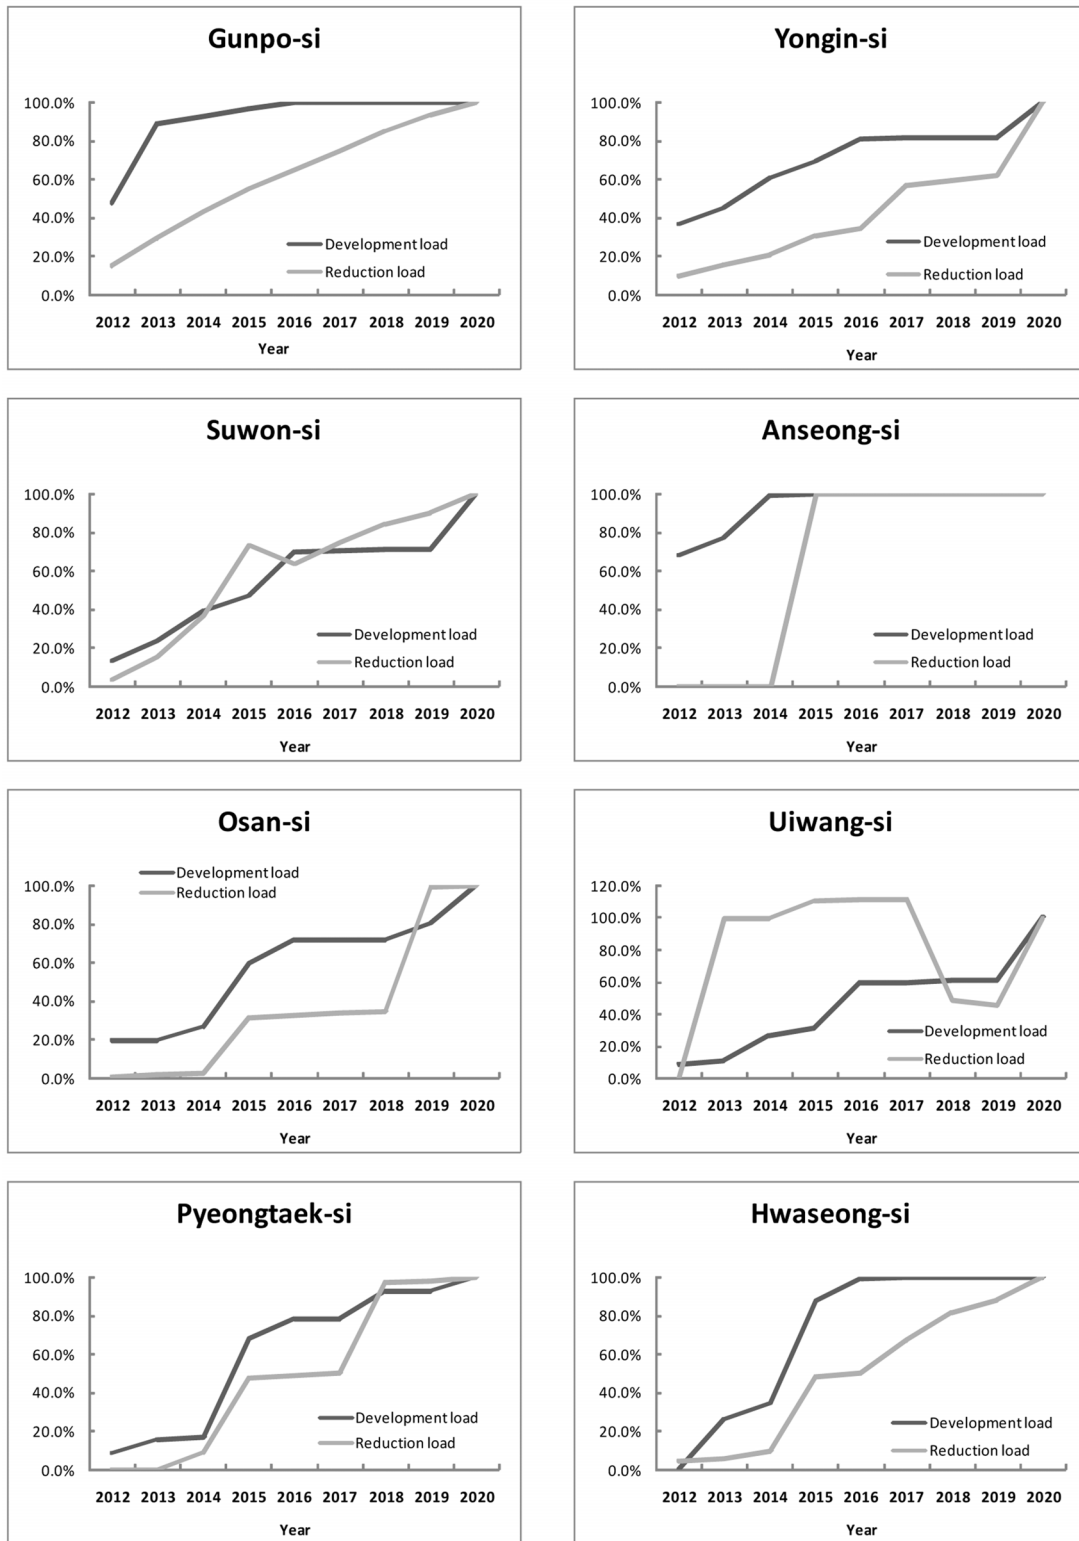 Gunpo-si
100.0%
80.0%
60.0%
40.0%
20.0%
0.0%
Development load
Reduction load
2012 2013 2014 2015 2016 2017 2018 2019 2020
Year
Yongin-si
100.0%
80.0%
60.0%
40.0%
20.0%
0.0%
Development load
Reduction load
2012 2013 2014 2015 2016 2017 2018 2019 2020
Year
Suwon-si
100.0%
80.0%
60.0%
40.0%
20.0%
0.0%
Development load
Reduction load
2012 2013 2014 2015 2016 2017 2018 2019 2020
Year
Anseong-si
100.0%
80.0%
60.0%
40.0%
20.0%
0.0%
Development load
Reduction load
2012 2013 2014 2015 2016 2017 2018 2019 2020
Year
Osan-si
Development load
Reduction load
100.0%
80.0%
60.0%
40.0%
20.0%
0.0%
2012 2013 2014 2015 2016 2017 2018 2019 2020
Year
Uiwang-si
120.0%
100.0%
80.0%
60.0%
40.0%
20.0%
0.0%
Development load
Reduction load
2012 2013 2014 2015 2016 2017 2018 2019 2020
Year
Pyeongtaek-si
100.0%
80.0%
60.0%
40.0%
20.0%
0.0%
Development load
Reduction load
2012 2013 2014 2015 2016 2017 2018 2019 2020
Year
Hwaseong-si
100.0%
80.0%
60.0%
40.0%
20.0%
0.0%
Development load
Reduction load
2012 2013 2014 2015 2016 2017 2018 2019 2020
Year